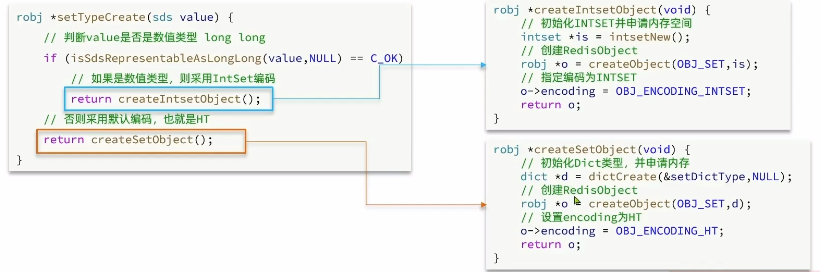 robj *setTypeCreate(sds value) {
// 判断value是否是数值类型 long long
if (isSdsRepresentableAsLongLong(value,NULL) == C_OK)
// 如果是数值类型，则采用IntSet编码
return createIntsetObject();
// 否则采用默认编码，也就是HT
return createSetObject();
}
robj *createIntsetObject(void) {
// 初始化INTSET并申请内存空间
intset *is = intsetNew();
// 创建RedisObject
robj *o = createObject(OBJ_SET,is);
// 指定编码为INTSET
o->encoding = OBJ_ENCODING_INTSET;
return o;
}
robj *createSetObject(void) {
// 初始化Dict类型，并申请内存
dict *d = dictCreate(&setDictType,NULL);
// 创建RedisObject
robj *o = createObject(OBJ_SET,d);
// 设置encoding为HT
o->encoding = OBJ_ENCODING_HT;
return o;
}